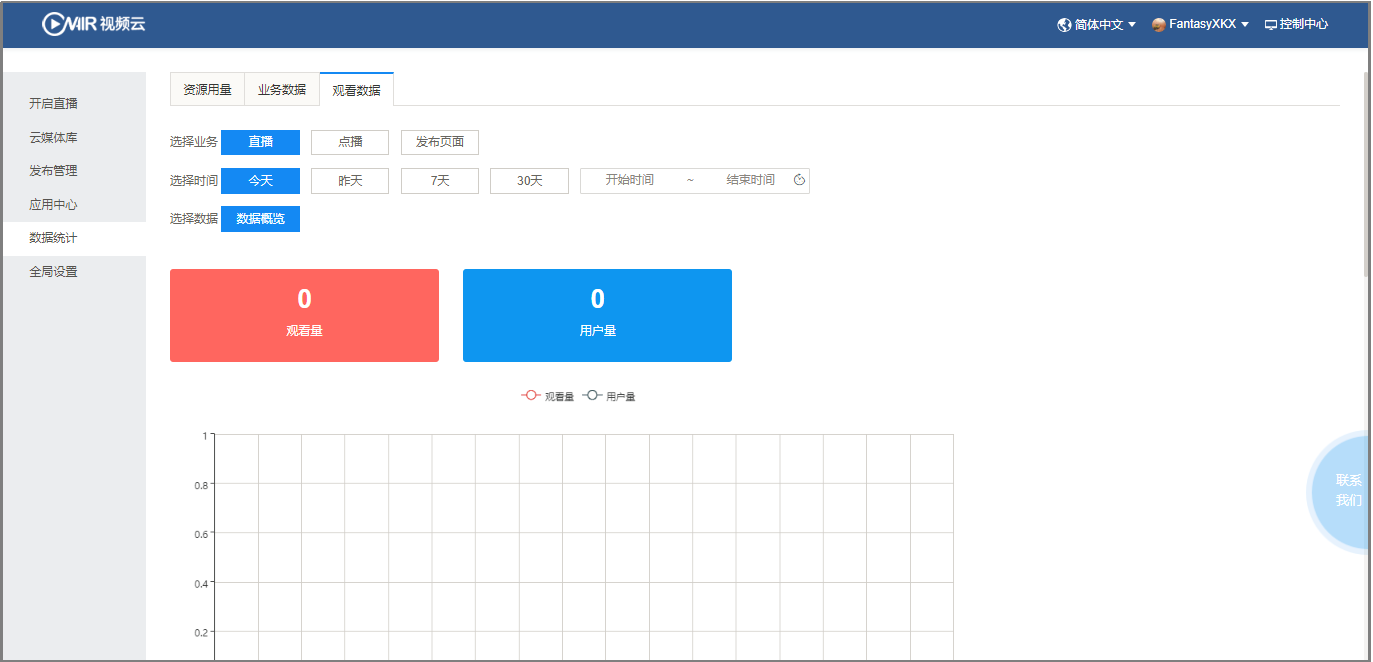 CMIR 视频云
简体中文 FantasyXKX 控制中心
开启直播
云媒体库
发布管理
应用中心
数据统计
全局设置
资源用量 业务数据 观看数据
选择业务 直播 点播 发布页面
选择时间 今天 昨天 7天 30天 开始时间 ~ 结束时间
选择数据 数据概览
0 0
观看量 用户量
观看量 用户量
1
0.8
0.6
0.4
0.2
联系
我们